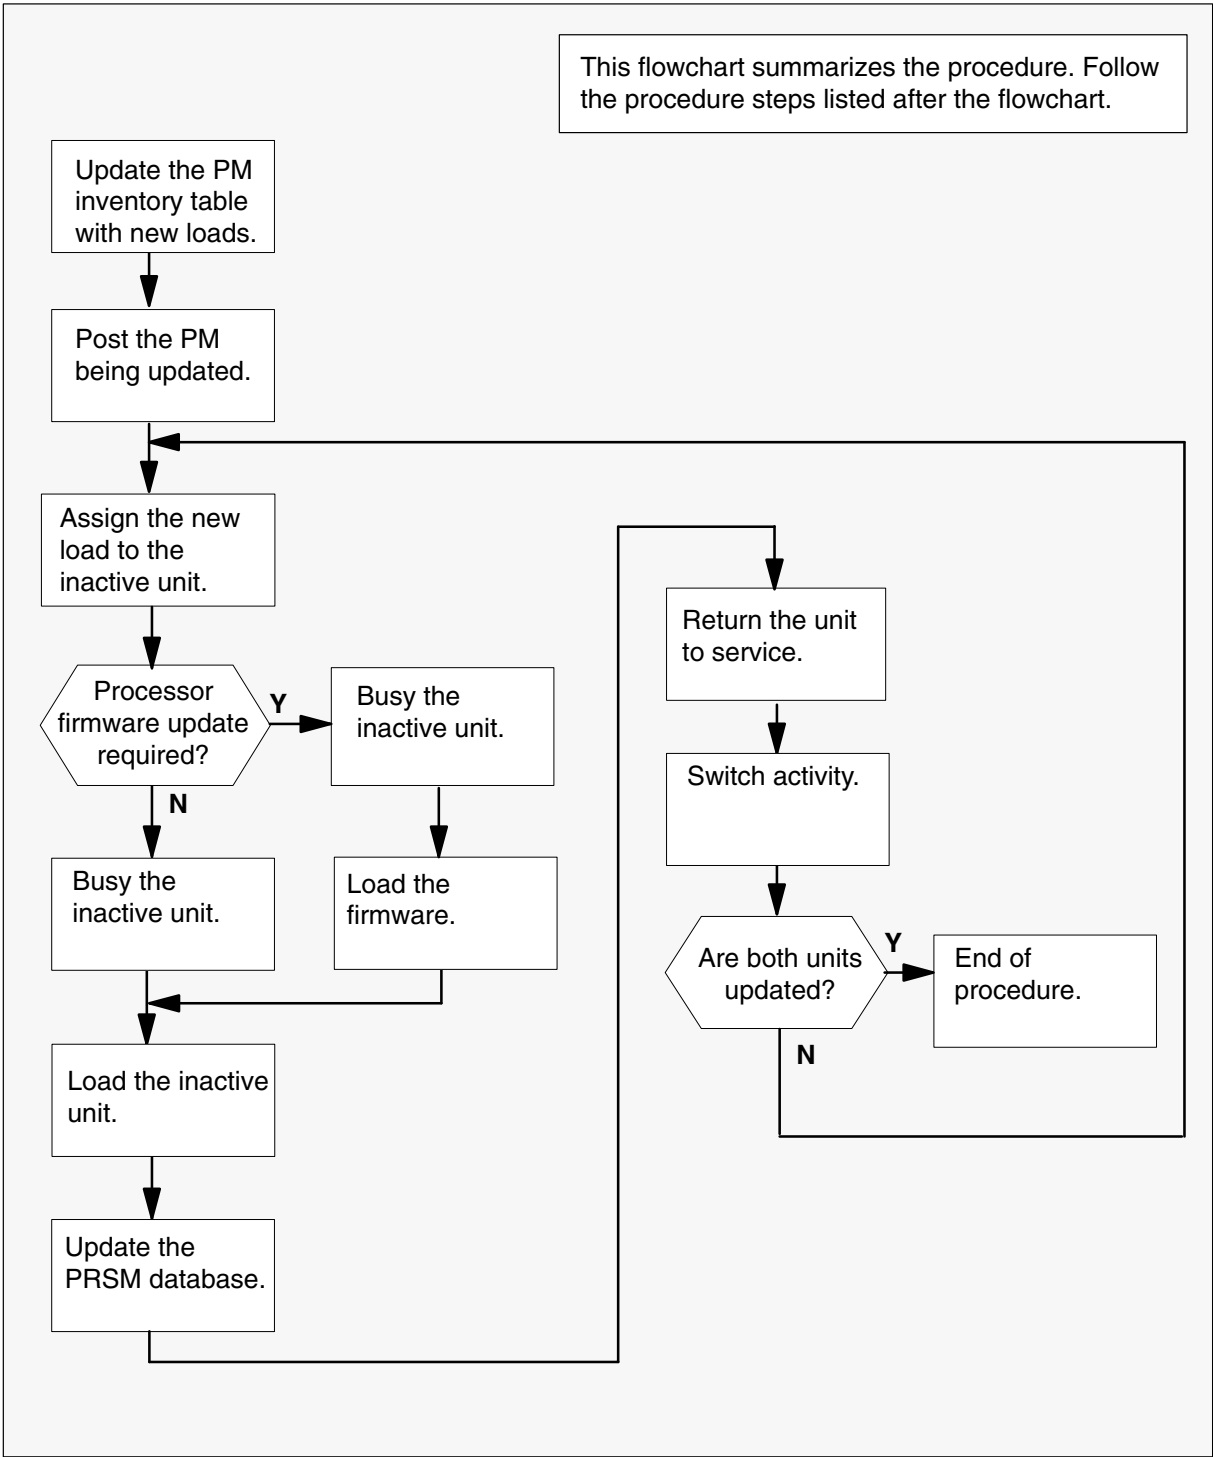 This flowchart summarizes the procedure. Follow
the procedure steps listed after the flowchart.
Update the PM
inventory table
with new loads.
Post the PM
being updated.
Assign the new
load to the
inactive unit.
Processor
firmware update
required?
Y
N
Busy the
inactive unit.
Load the
firmware.
Busy the
inactive unit.
Load the inactive
unit.
Update the
PRSM database.
Return the unit
to service.
Switch activity.
Are both units
updated?
Y
N
End of
procedure.